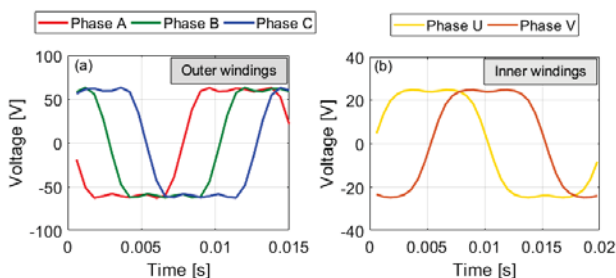 Phase A Phase B Phase C
Phase U Phase V
(a) Outer windings
100
50
0
-50
-100
Voltage [V]
0 0.005 0.01 0.015
Time [s]
(b) Inner windings
40
20
0
-20
-40
Voltage [V]
0 0.005 0.01 0.015 0.02
Time [s]